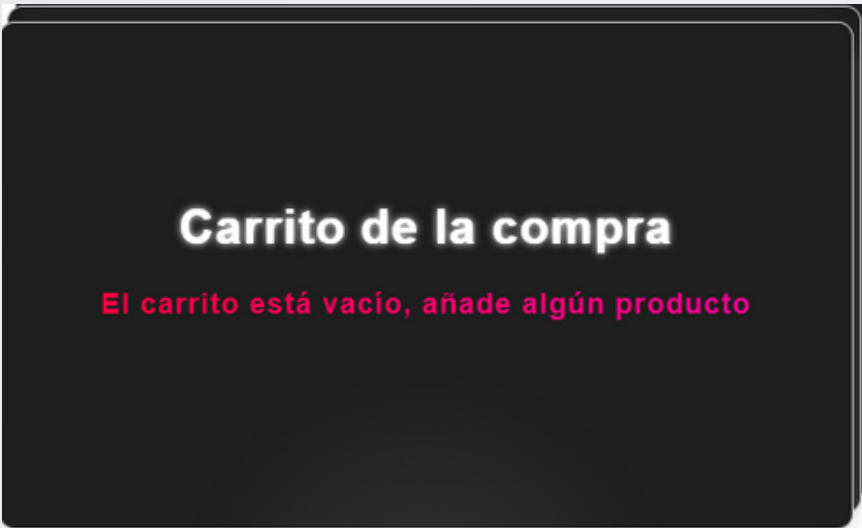 Carrito de la compra
El carrito está vacío, añade algún producto